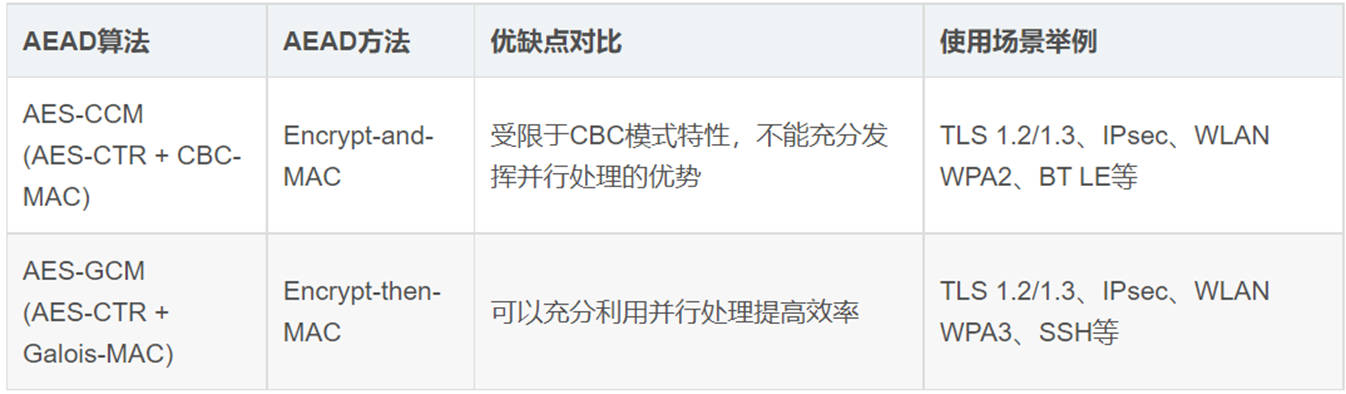 AEAD算法
AEAD方法
优缺点对比
使用场景举例
AES-CCM
(AES-CTR + CBC-
MAC)
Encrypt-and-
MAC
受限于CBC模式特性，不能充分发
挥并行处理的优势
TLS 1.2/1.3、IPsec、WLAN
WPA2、BT LE等
AES-GCM
(AES-CTR +
Galois-MAC)
Encrypt-then-
MAC
可以充分利用并行处理提高效率
TLS 1.2/1.3、IPsec、WLAN
WPA3、SSH等